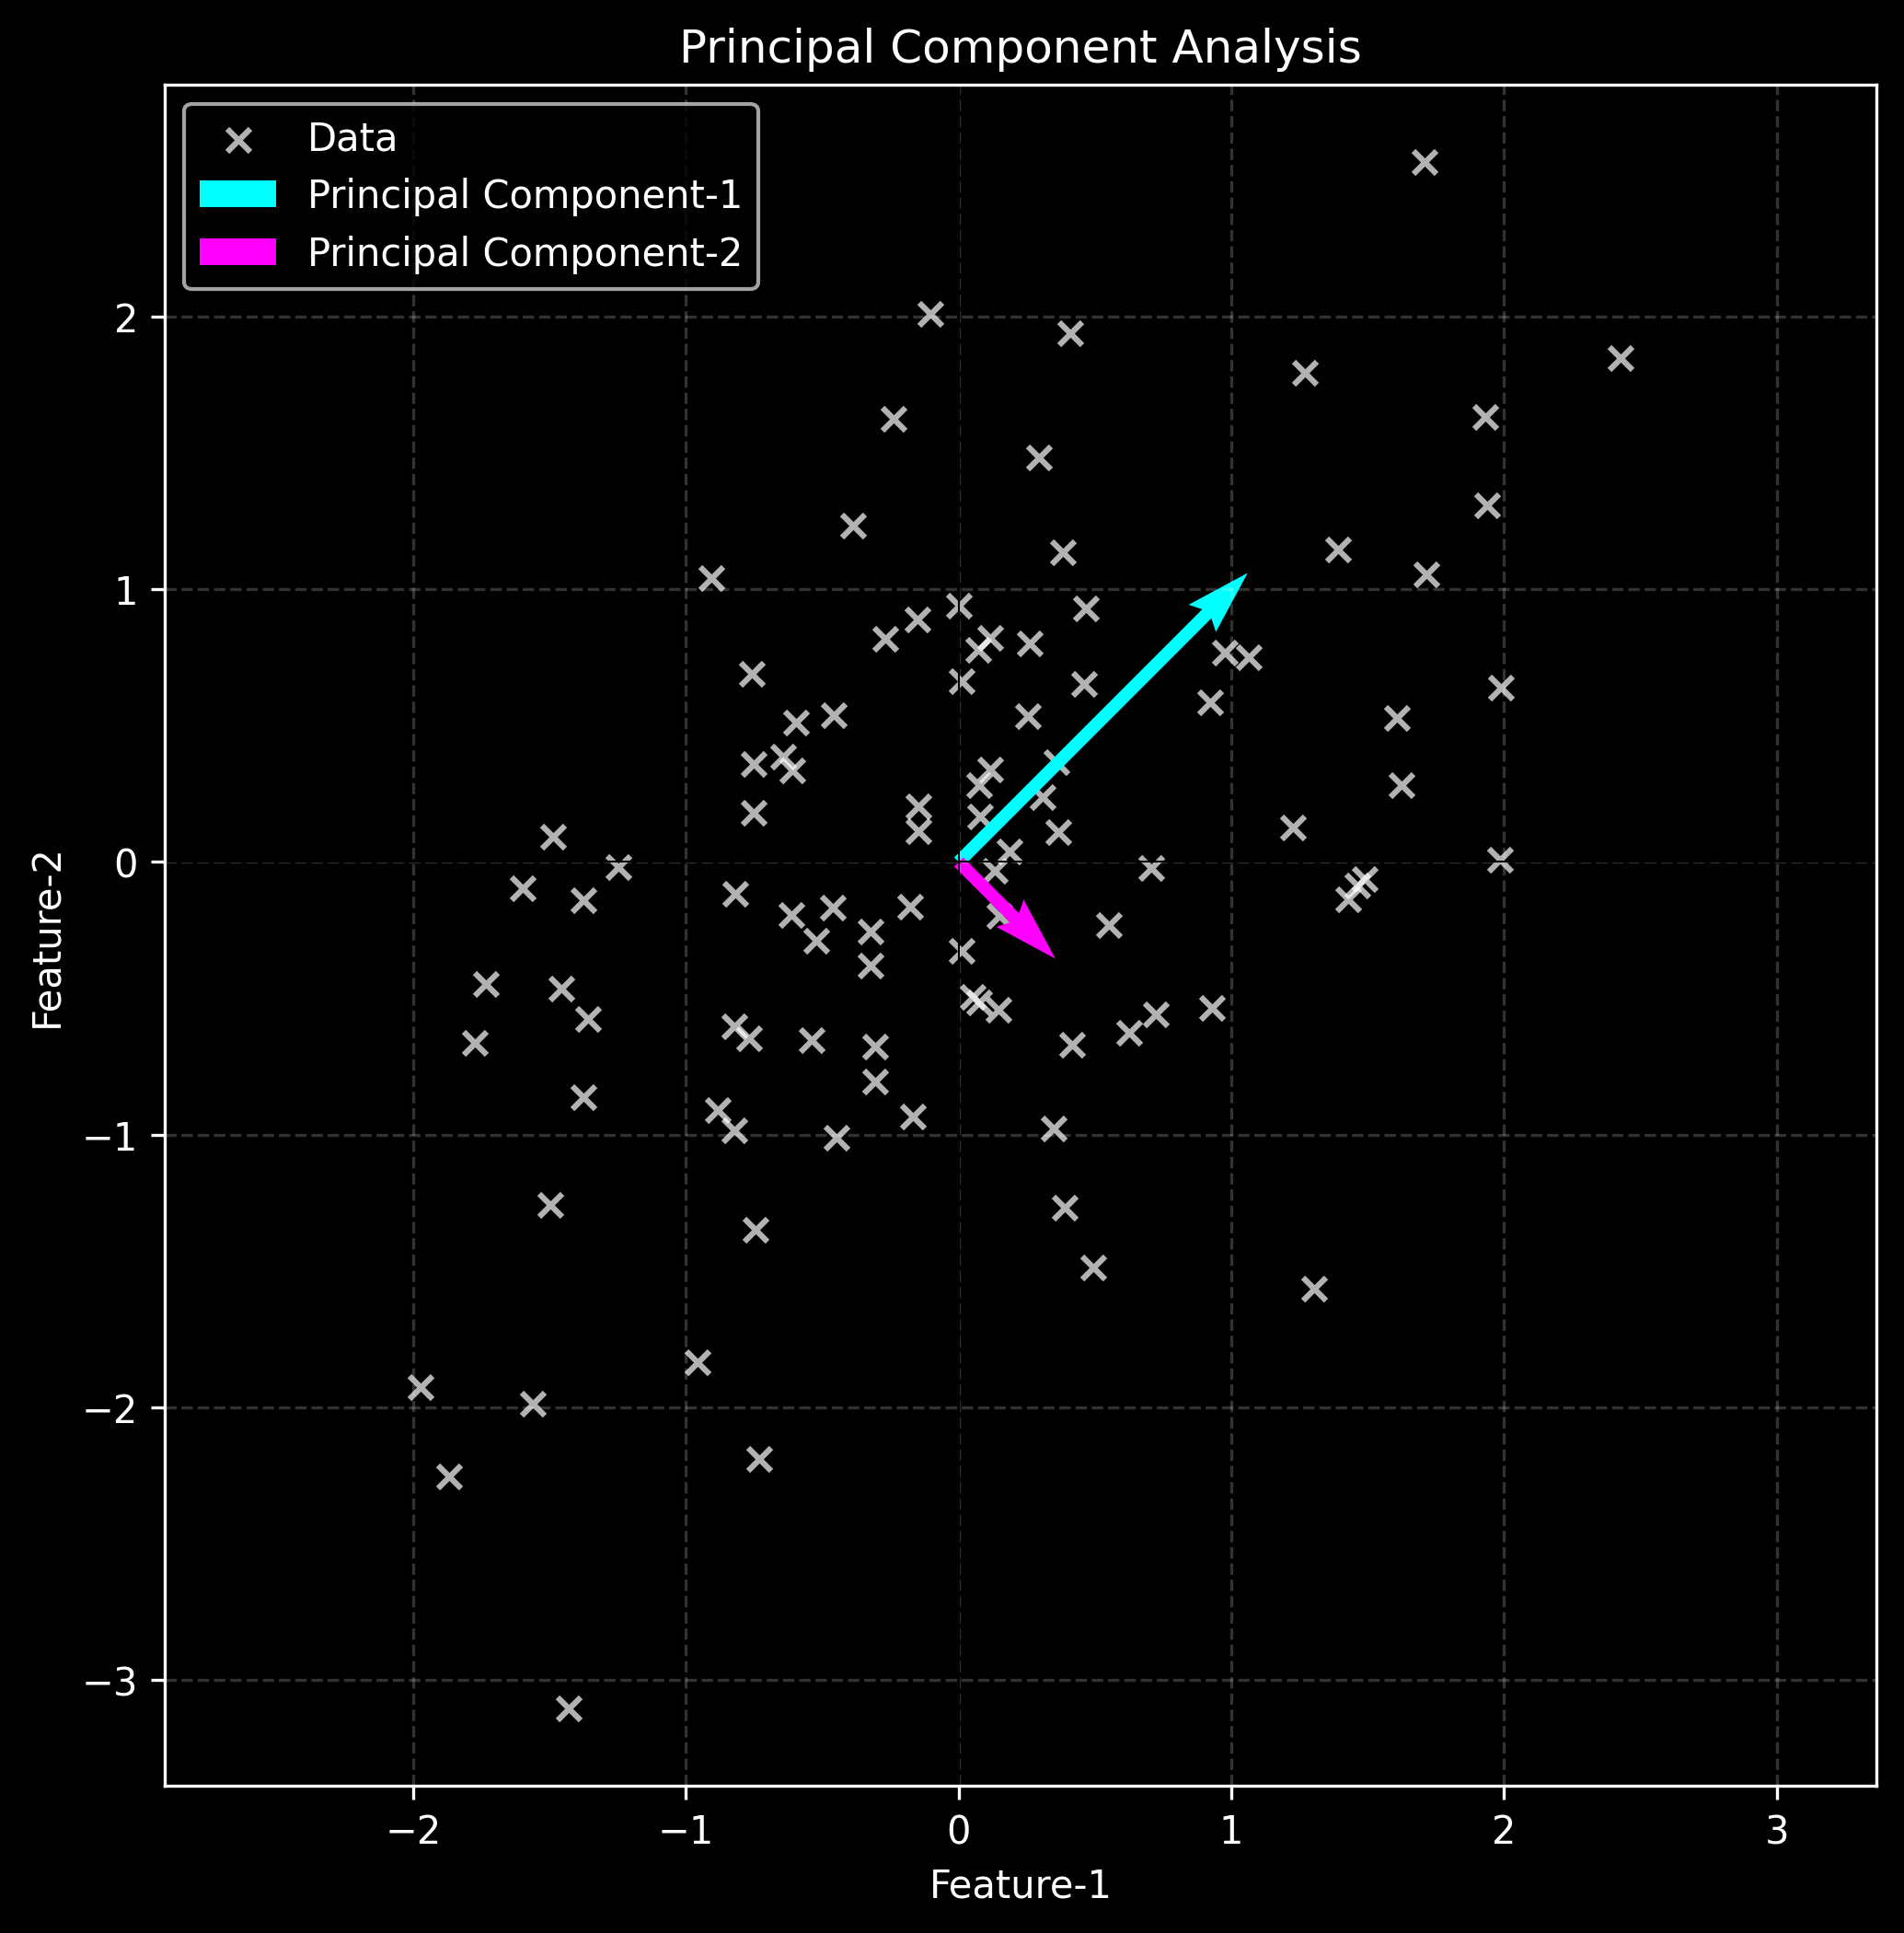 Principal Component Analysis
Data
Principal Component-1
Principal Component-2
2
1
0
−1
−2
−3
Feature-2
−2 −1 0 1 2 3
Feature-1